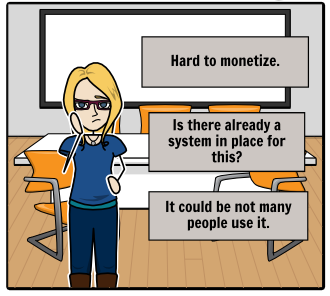 Hard to monetize.
Is there already a
system in place for
this?
It could be not many
people use it.